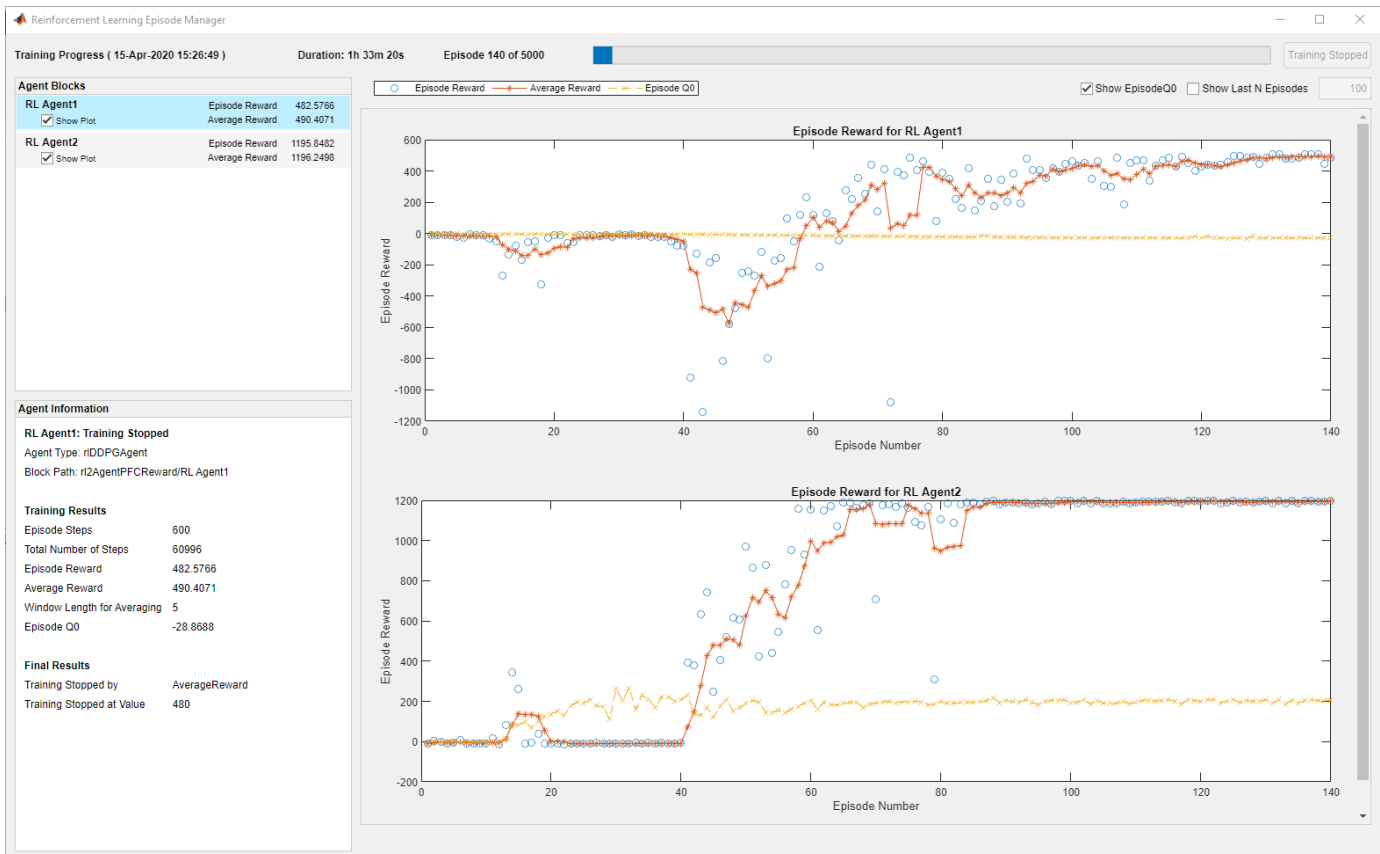 Reinforcement Learning Episode Manager
Training Progress ( 15-Apr-2020 15:26:49 ) Duration: 1h 33m 20s Episode 140 of 5000 Training Stopped
Agent Blocks
RL Agent1 Episode Reward 482.5766
Show Plot Average Reward 490.4071
RL Agent2 Episode Reward 1195.8482
Show Plot Average Reward 1196.2498
Agent Information
RL Agent1: Training Stopped
Agent Type: rlDDPGAgent
Block Path: rl2AgentPFCReward/RL Agent1
Training Results
Episode Steps 600
Total Number of Steps 60996
Episode Reward 482.5766
Average Reward 490.4071
Window Length for Averaging 5
Episode Q0 -28.8688
Final Results
Training Stopped by AverageReward
Training Stopped at Value 480
Episode Reward Average Reward Episode Q0
Show EpisodeQ0 Show Last N Episodes 100
Episode Reward for RL Agent1
Episode Reward
600
400
200
0
-200
-400
-600
-800
-1000
-1200
0 20 40 60 80 100 120 140
Episode Number
Episode Reward for RL Agent2
Episode Reward
1200
1000
800
600
400
200
0
-200
0 20 40 60 80 100 120 140
Episode Number